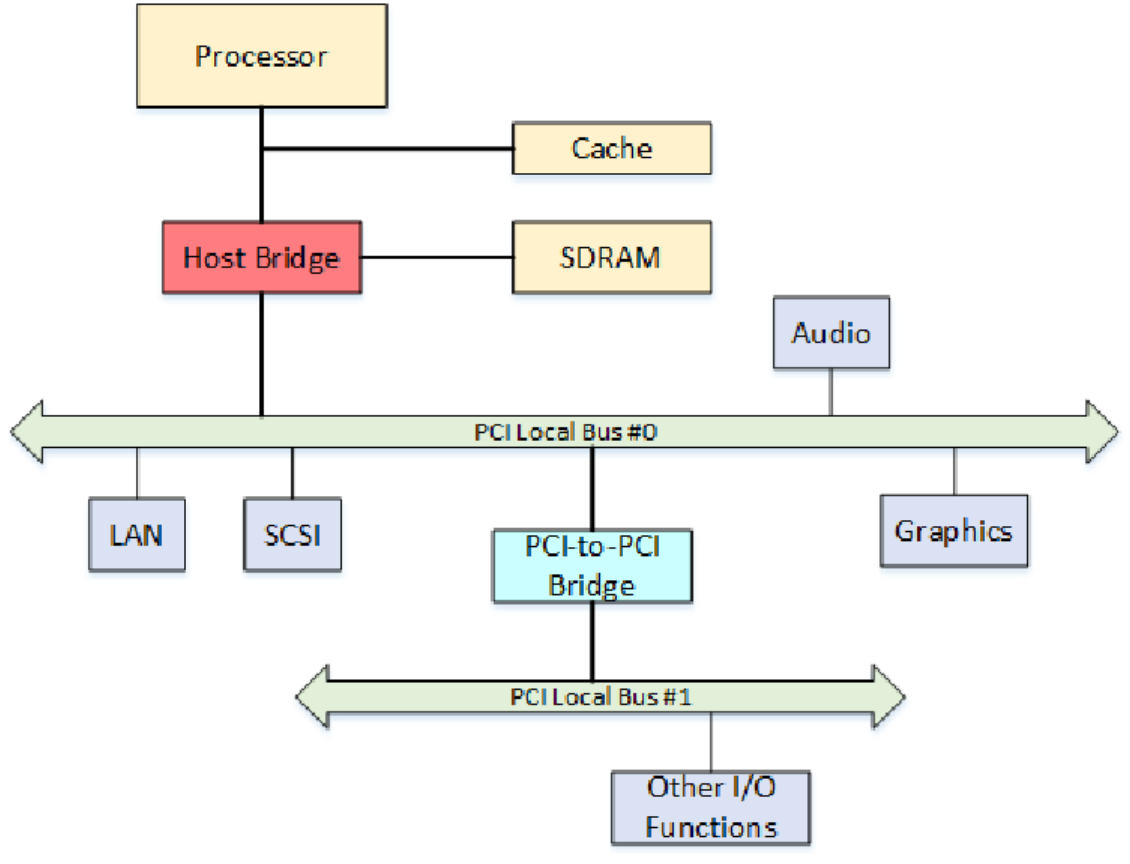 Processor
Cache
Host Bridge
SDRAM
Audio
PCI Local Bus #0
LAN
SCSI
PCI-to-PCI
Bridge
Graphics
PCI Local Bus #1
Other I/O
Functions